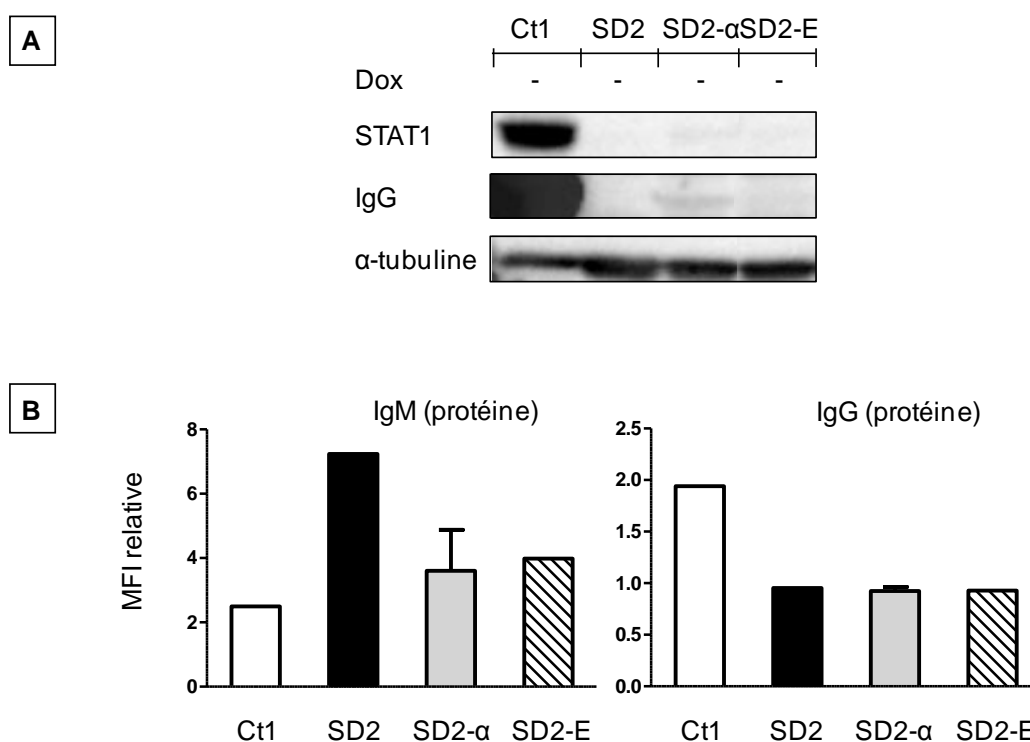 A
Ct1 SD2 SD2-αSD2-E
Dox - - - -
STAT1
IgG
α-tubuline
B
IgM (protéine) IgG (protéine)
MFI relative
8
6
4
2
0
2.5
2.0
1.5
1.0
0.5
0.0
Ct1 SD2 SD2-α SD2-E Ct1 SD2 SD2-α SD2-E